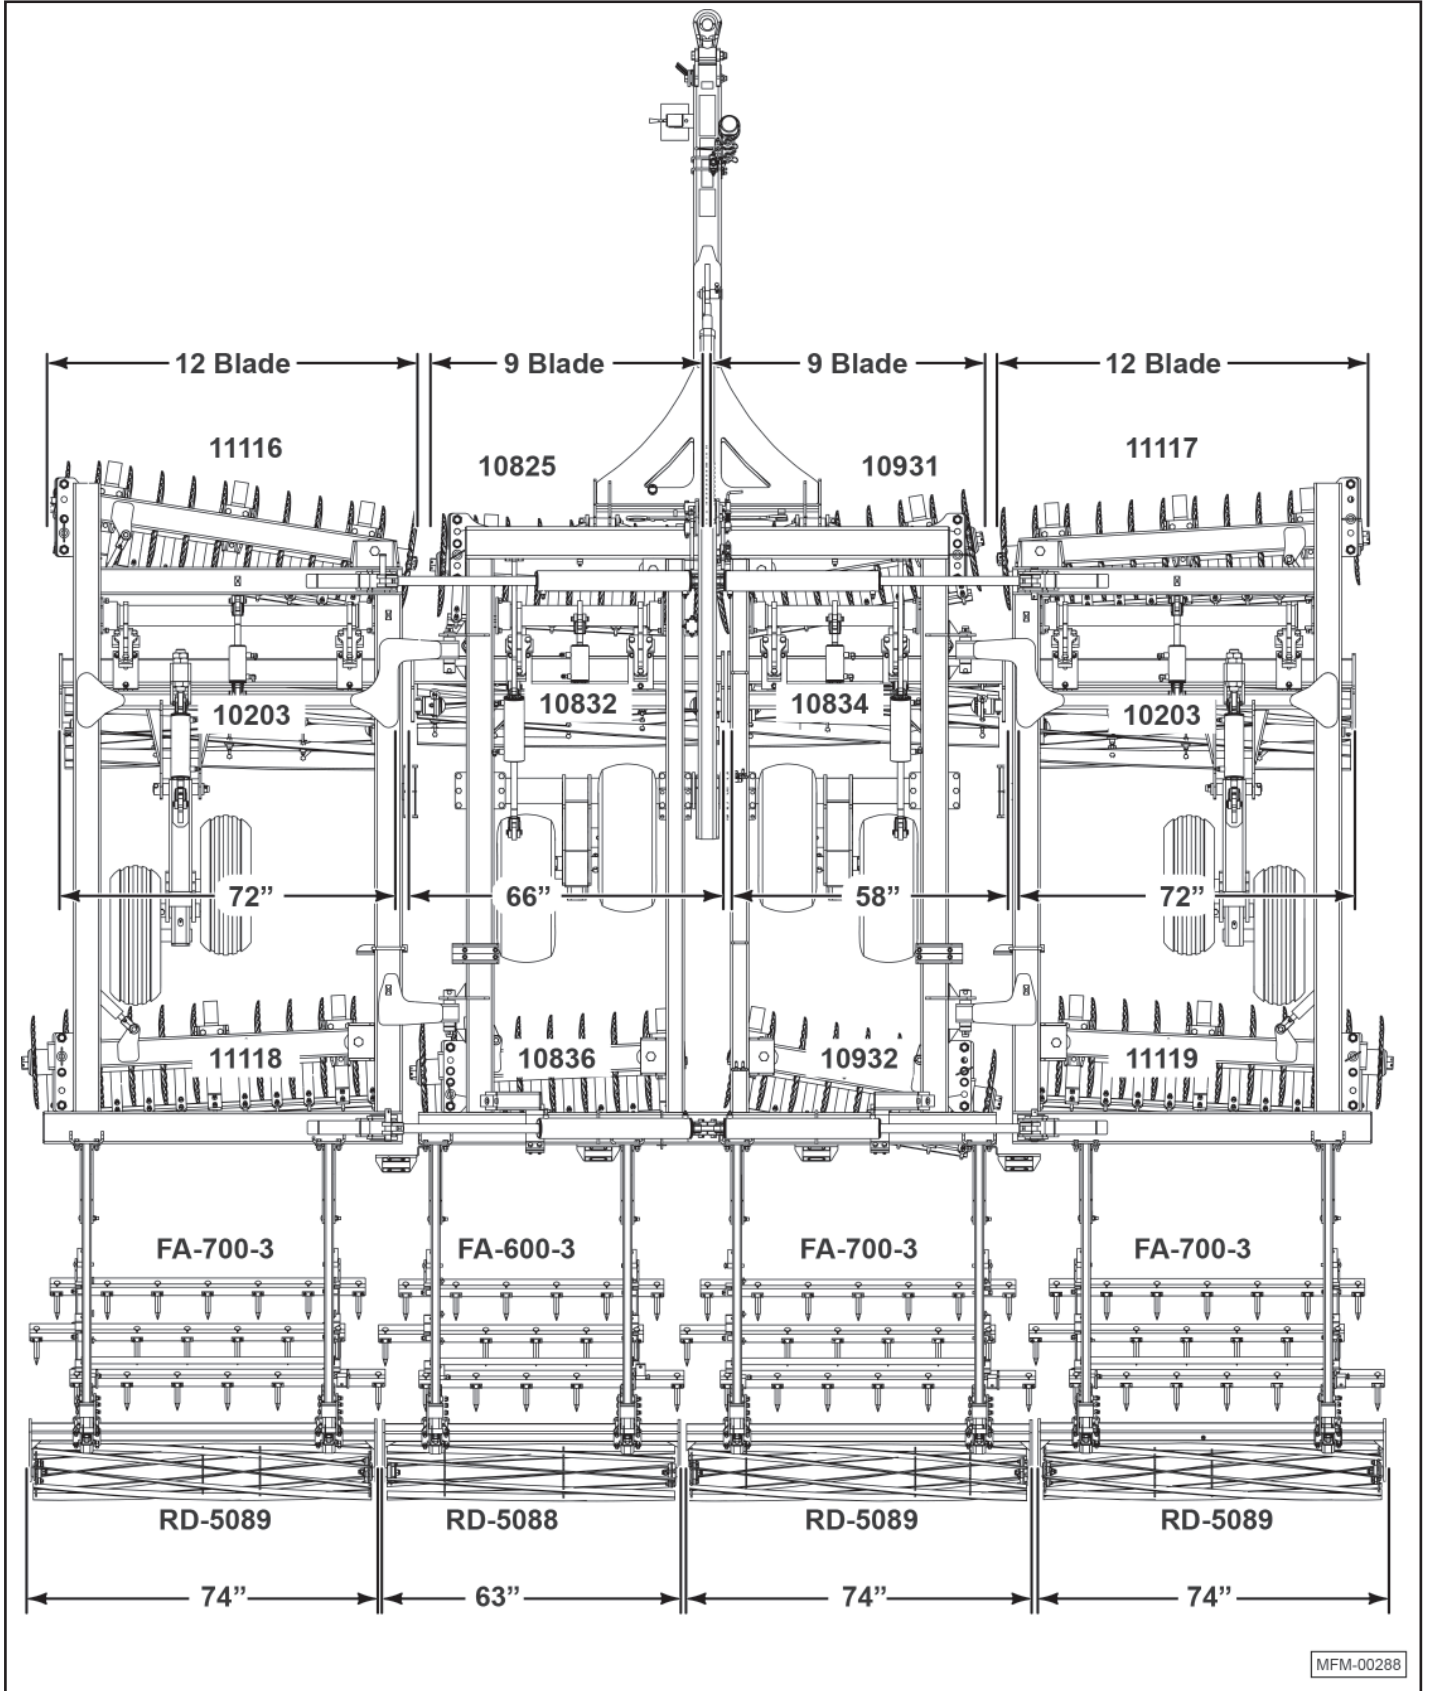 12 Blade 9 Blade 9 Blade 12 Blade
11116 11117
10825 10931
10832 10834
10203 10203
72” 66” 58” 72”
11118 10836 10932 11119
FA-700-3 FA-600-3 FA-700-3 FA-700-3
RD-5089 RD-5088 RD-5089 RD-5089
74” 63” 74” 74”
MFM-00288